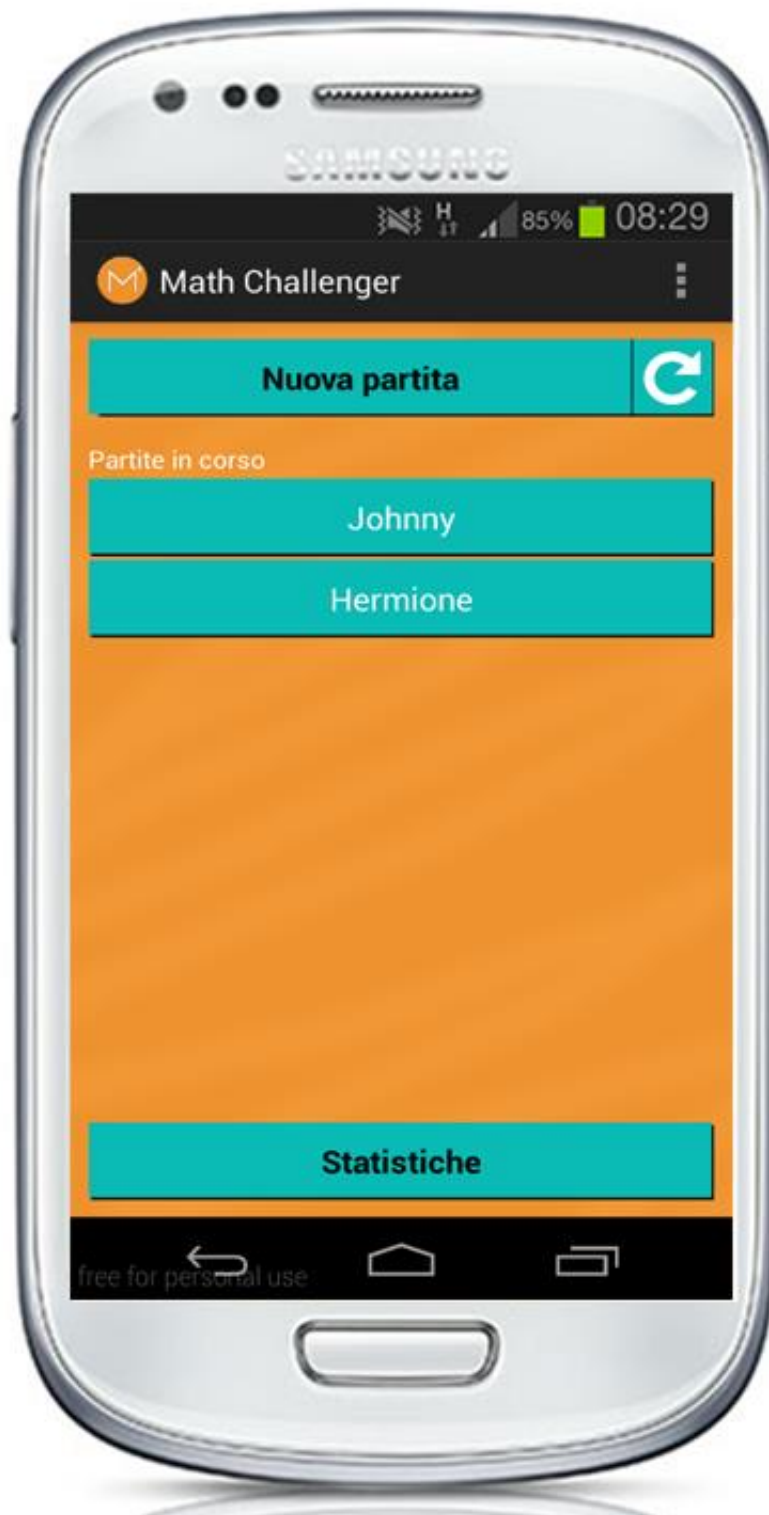 SAMSUNG
H 85% 08:29
M Math Challenger
Nuova partita
Partite in corso
Johnny
Hermione
Statistiche
free for personal use